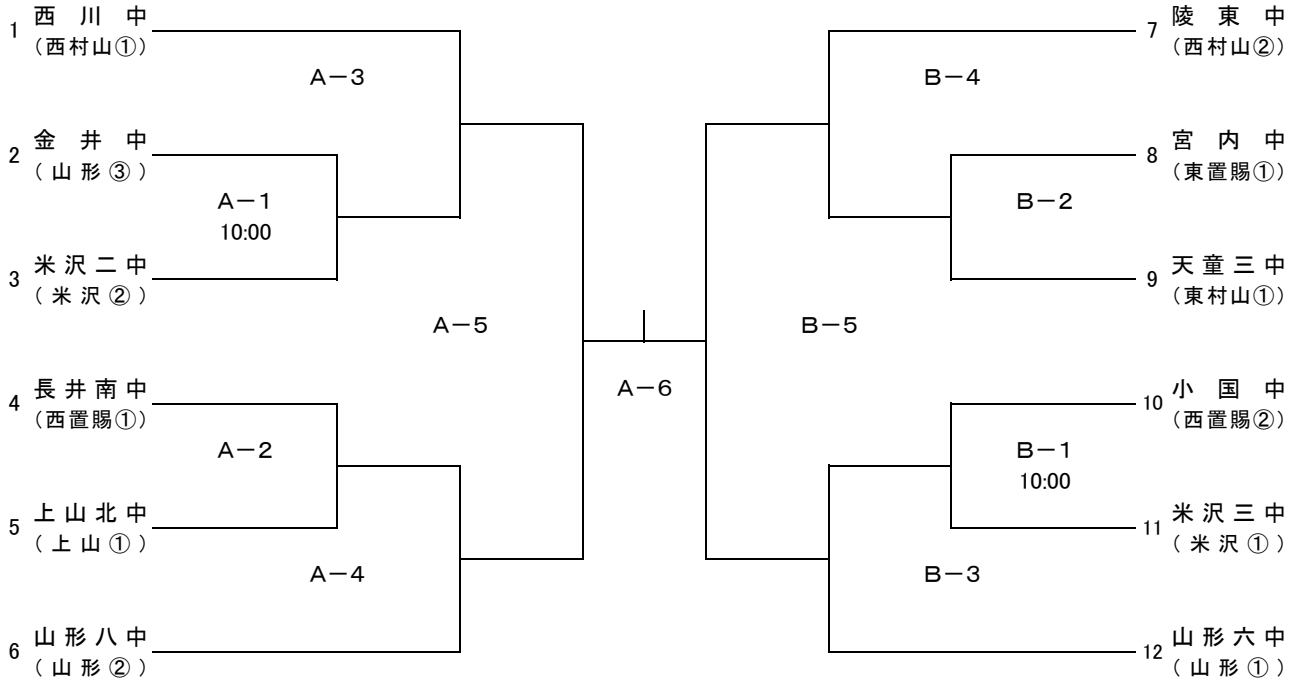 1 西川中
(西村山①)
A-3
2 金井中
(山形③)
A-1
10:00
3 米沢二中
(米沢②)
A-5
4 長井南中
(西置賜①)
A-2
5 上山北中
(上山①)
A-4
6 山形八中
(山形②)
A-6
7 陵東中
(西村山②)
B-4
8 宮内中
(東置賜①)
B-2
9 天童三中
(東村山①)
B-5
10 小国中
(西置賜②)
B-1
10:00
11 米沢三中
(米沢①)
B-3
12 山形六中
(山形①)